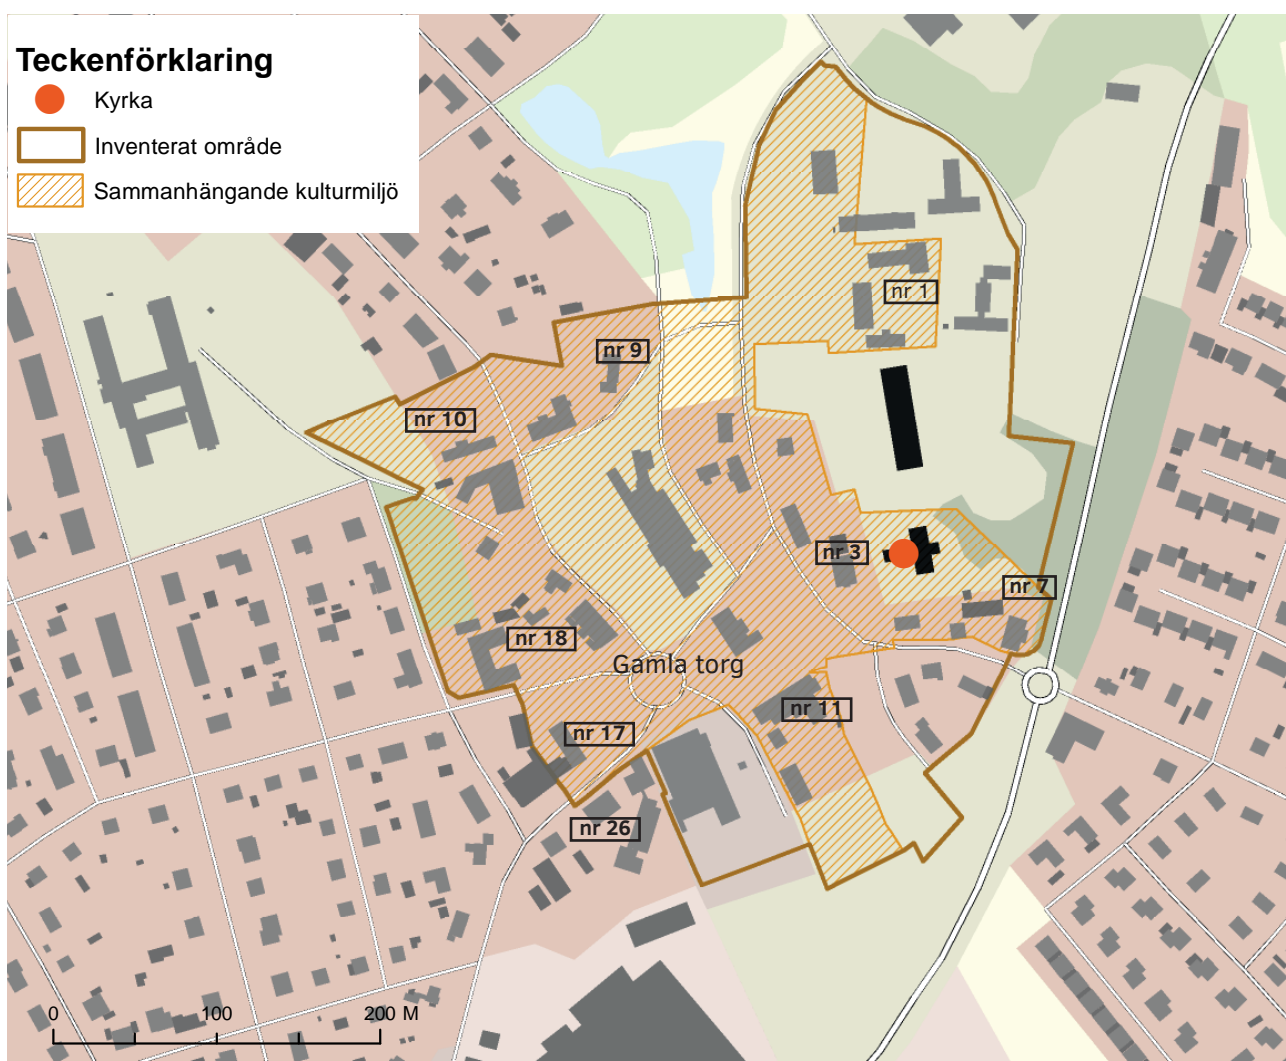 Teckenförklaring
Kyrka
Inventerat område
Sammanhängande kulturmiljö
nr 1
nr 9
nr 10
nr 3
nr 7
nr 18
Gamla torg
nr 11
nr 17
nr 26
0 100 200 M